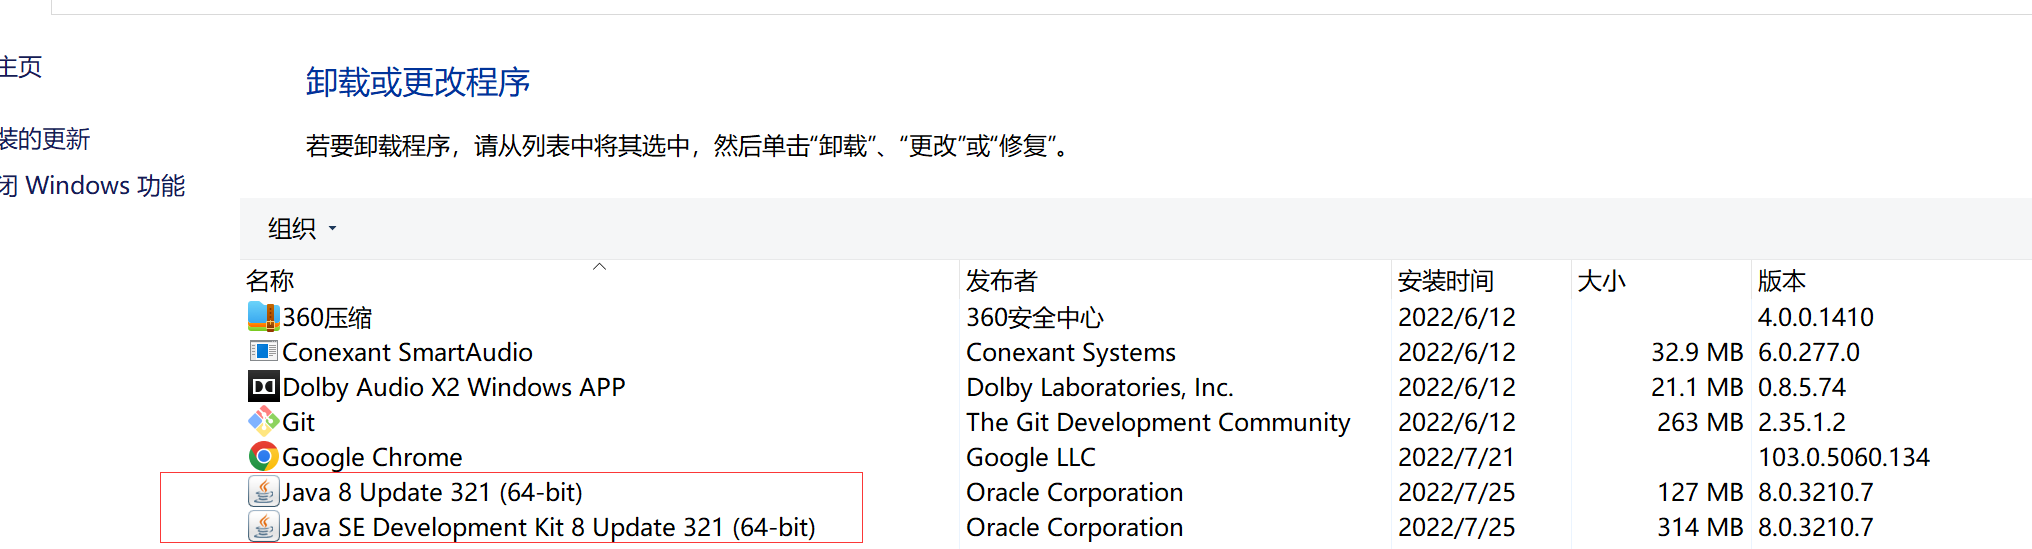 主页
卸载或更改程序
装的更新
若要卸载程序，请从列表中将其选中，然后单击“卸载”、“更改”或“修复”。
闭 Windows 功能
组织
名称 发布者 安装时间 大小 版本
360压缩 360安全中心 2022/6/12 4.0.0.1410
Conexant SmartAudio Conexant Systems 2022/6/12 32.9 MB 6.0.277.0
Dolby Audio X2 Windows APP Dolby Laboratories, Inc. 2022/6/12 21.1 MB 0.8.5.74
Git The Git Development Community 2022/6/12 263 MB 2.35.1.2
Google Chrome Google LLC 2022/7/21 103.0.5060.134
Java 8 Update 321 (64-bit) Oracle Corporation 2022/7/25 127 MB 8.0.3210.7
Java SE Development Kit 8 Update 321 (64-bit) Oracle Corporation 2022/7/25 314 MB 8.0.3210.7